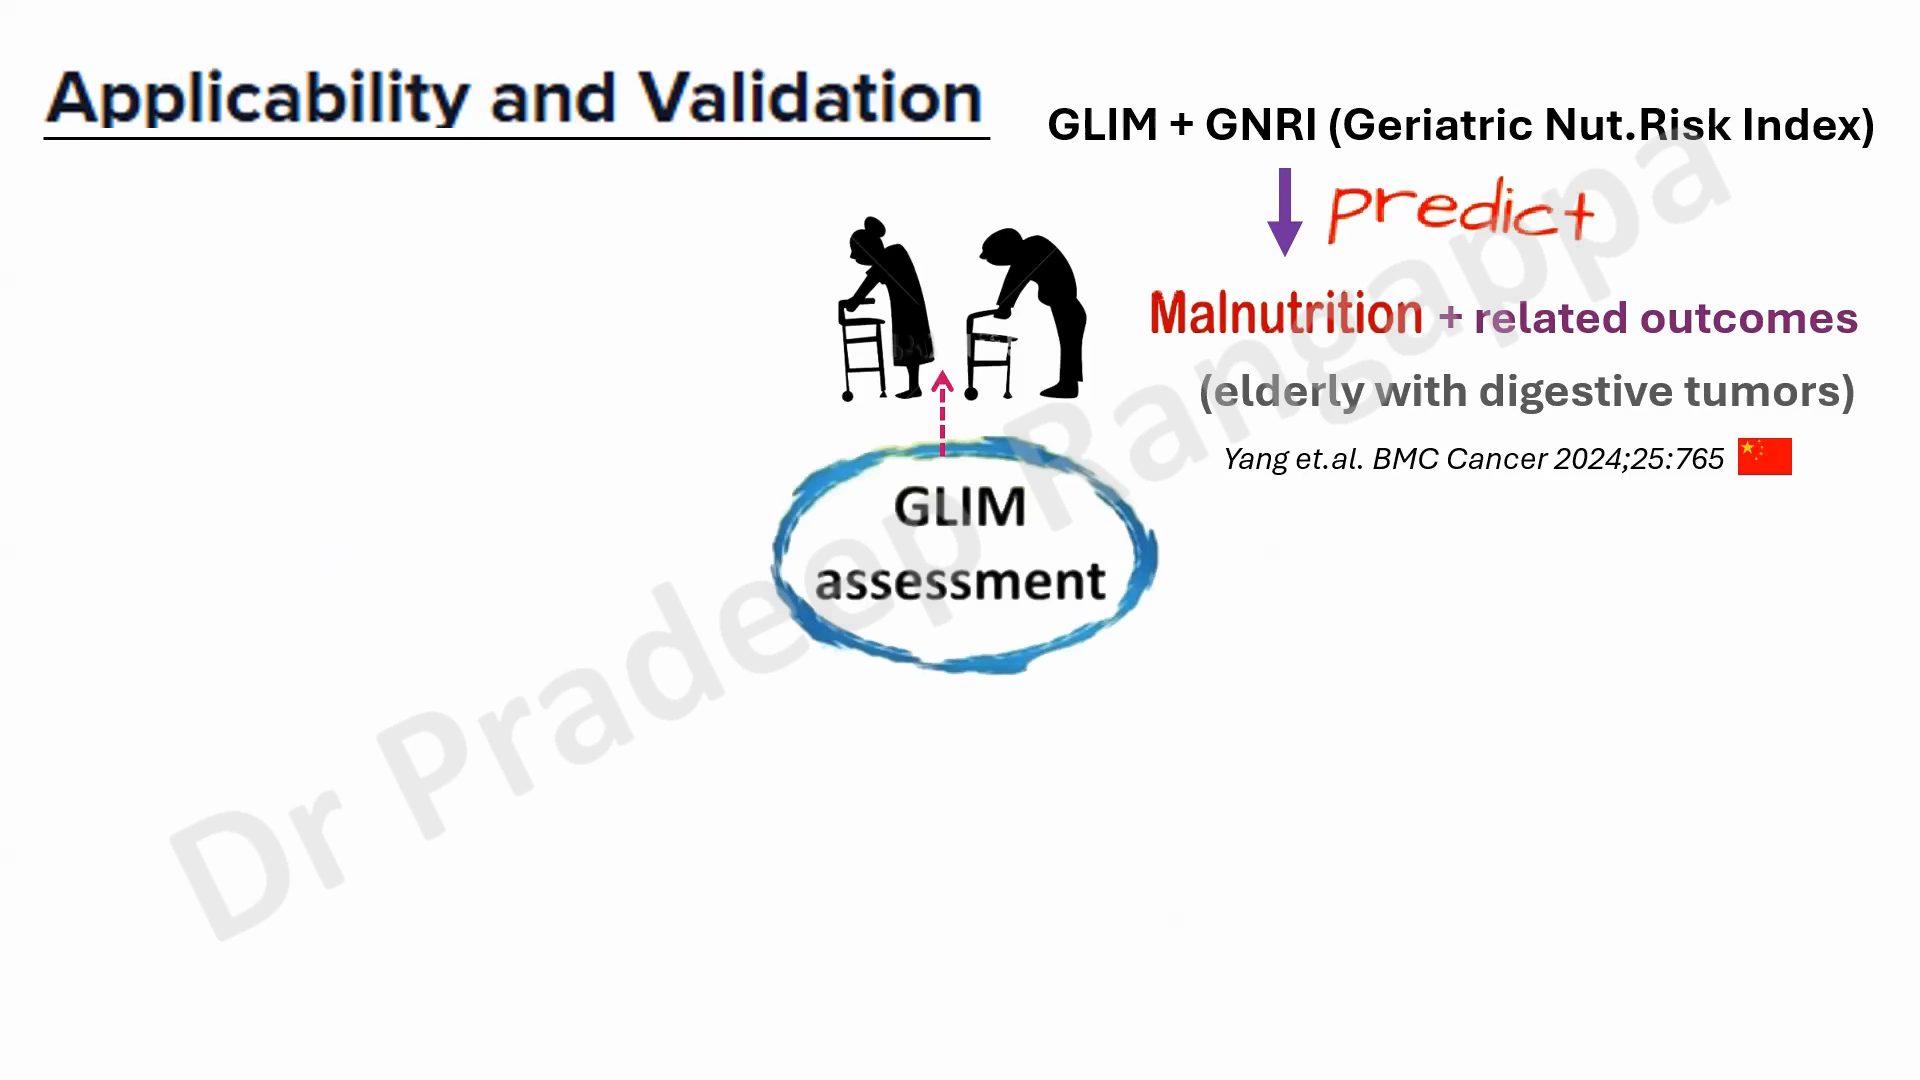 Applicability and Validation
GLIM + GNRI (Geriatric Nut.Risk Index)
predict
Malnutrition + related outcomes
(elderly with digestive tumors)
Yang et.al. BMC Cancer 2024;25:765
GLIM
assessment
Dr Pradeep Rangappa